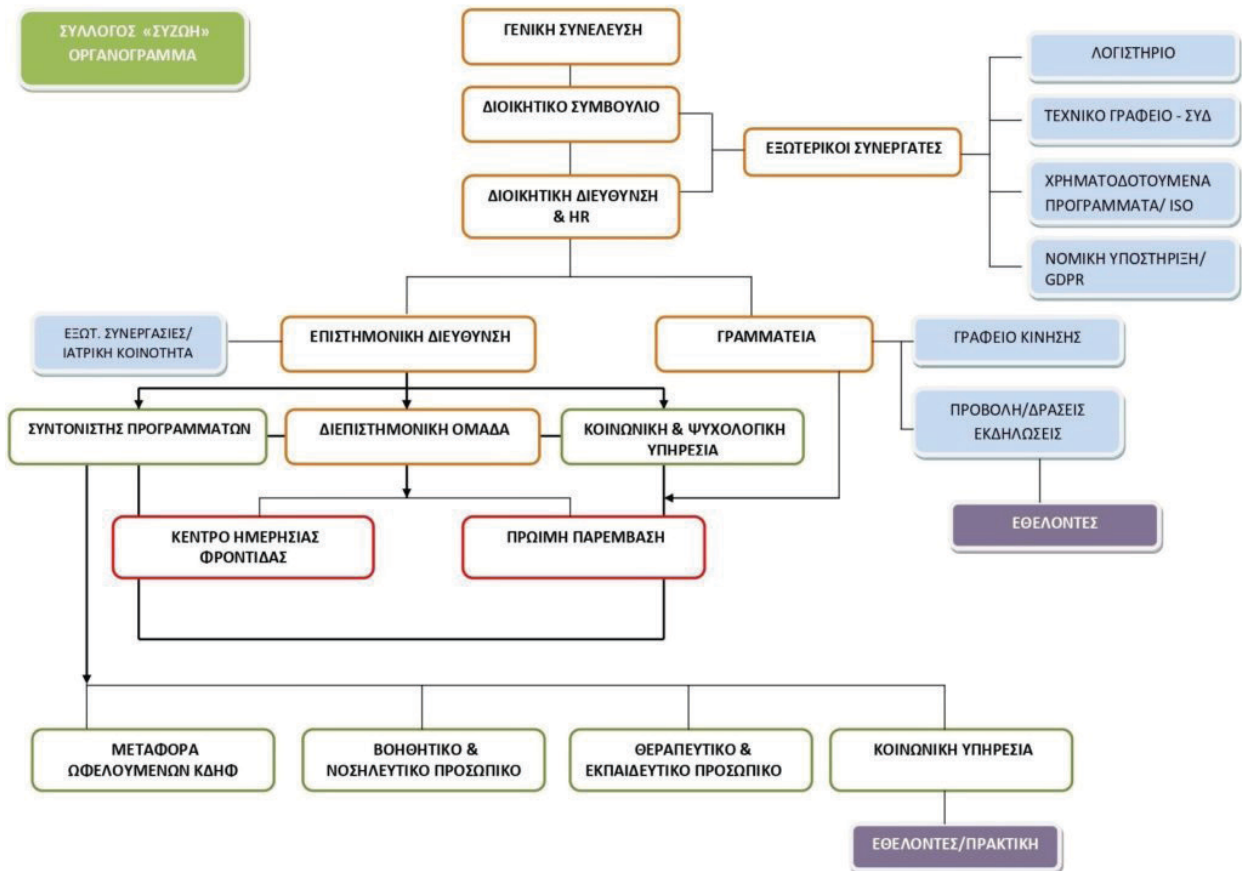 ΣΥΛΛΟΓΟΣ «ΣΥΖΩΗ»
ΟΡΓΑΝΟΓΡΑΜΜΑ
ΓΕΝΙΚΗ ΣΥΝΕΛΕΥΣΗ
ΔΙΟΙΚΗΤΙΚΟ ΣΥΜΒΟΥΛΙΟ
ΕΞΩΤΕΡΙΚΟΙ ΣΥΝΕΡΓΑΤΕΣ
ΔΙΟΙΚΗΤΙΚΗ ΔΙΕΥΘΥΝΣΗ
& HR
ΛΟΓΙΣΤΗΡΙΟ
ΤΕΧΝΙΚΟ ΓΡΑΦΕΙΟ - ΣΥΔ
ΧΡΗΜΑΤΟΔΟΤΟΥΜΕΝΑ
ΠΡΟΓΡΑΜΜΑΤΑ/ ISO
ΝΟΜΙΚΗ ΥΠΟΣΤΗΡΙΞΗ/
GDPR
ΕΞΩΤ. ΣΥΝΕΡΓΑΣΙΕΣ/
ΙΑΤΡΙΚΗ ΚΟΙΝΟΤΗΤΑ
ΕΠΙΣΤΗΜΟΝΙΚΗ ΔΙΕΥΘΥΝΣΗ
ΓΡΑΜΜΑΤΕΙΑ
ΓΡΑΦΕΙΟ ΚΙΝΗΣΗΣ
ΠΡΟΒΟΛΗ/ΔΡΑΣΕΙΣ
ΕΚΔΗΛΩΣΕΙΣ
ΕΘΕΛΟΝΤΕΣ
ΣΥΝΤΟΝΙΣΤΗΣ ΠΡΟΓΡΑΜΜΑΤΩΝ
ΔΙΕΠΙΣΤΗΜΟΝΙΚΗ ΟΜΑΔΑ
ΚΟΙΝΩΝΙΚΗ & ΨΥΧΟΛΟΓΙΚΗ
ΥΠΗΡΕΣΙΑ
ΚΕΝΤΡΟ ΗΜΕΡΗΣΙΑΣ
ΦΡΟΝΤΙΔΑΣ
ΠΡΩΙΜΗ ΠΑΡΕΜΒΑΣΗ
ΜΕΤΑΦΟΡΑ
ΩΦΕΛΟΥΜΕΝΩΝ ΚΔΗΦ
ΒΟΗΘΗΤΙΚΟ &
ΝΟΣΗΛΕΥΤΙΚΟ ΠΡΟΣΩΠΙΚΟ
ΘΕΡΑΠΕΥΤΙΚΟ &
ΕΚΠΑΙΔΕΥΤΙΚΟ ΠΡΟΣΩΠΙΚΟ
ΚΟΙΝΩΝΙΚΗ ΥΠΗΡΕΣΙΑ
ΕΘΕΛΟΝΤΕΣ/ΠΡΑΚΤΙΚΗ